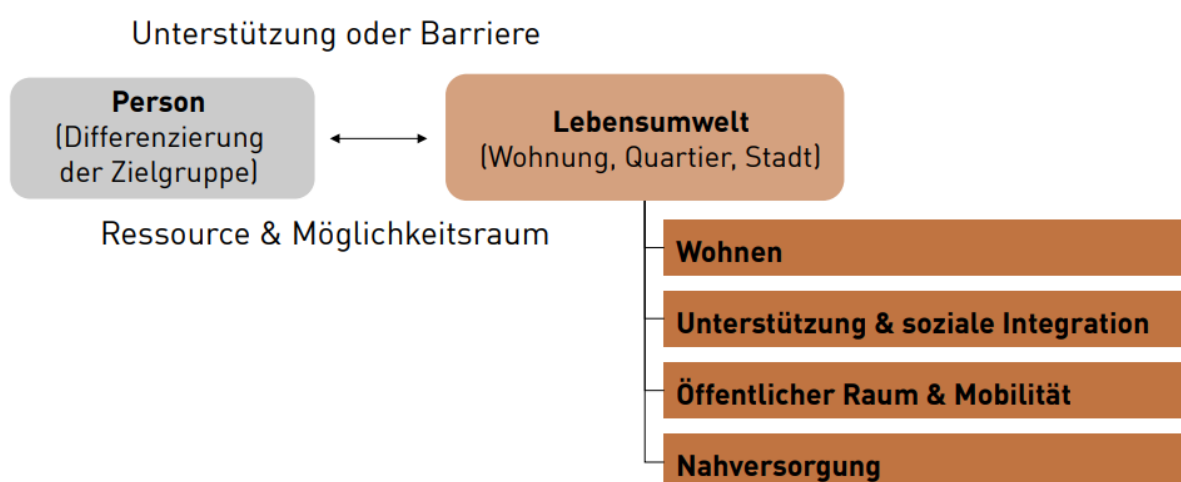 Unterstützung oder Barriere
Person
(Differenzierung
der Zielgruppe)
Lebensumwelt
(Wohnung, Quartier, Stadt)
Ressource & Möglichkeitsraum
Wohnen
Unterstützung & soziale Integration
Öffentlicher Raum & Mobilität
Nahversorgung